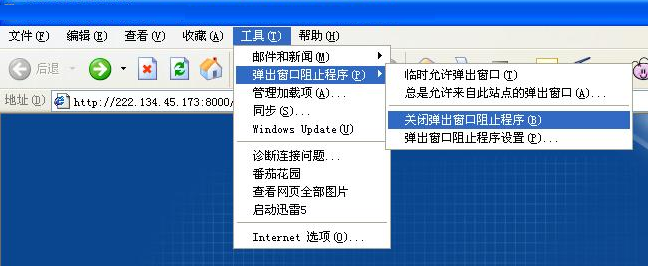 文件(F) 编辑(E) 查看(V) 收藏(A) 工具(T) 帮助(H)
后退
地址(D) http://222.134.45.173:8000/
邮件和新闻(M)
弹出窗口阻止程序(P)
管理加载项(A)...
同步(S)...
Windows Update(U)
诊断连接问题...
番茄花园
查看网页全部图片
启动迅雷5
Internet 选项(O)...
临时允许弹出窗口(T)
总是允许来自此站点的弹出窗口(A)...
关闭弹出窗口阻止程序(B)
弹出窗口阻止程序设置(P)...